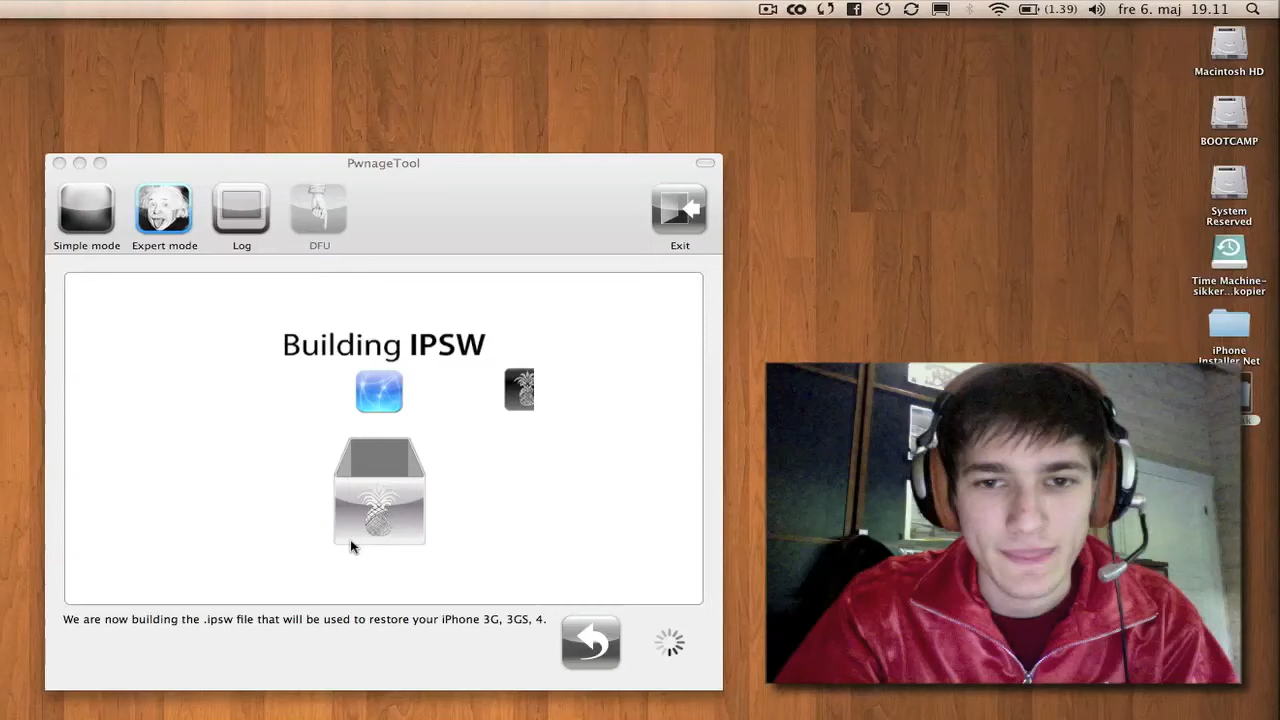 (1.39) fre 6. maj 19.11
Macintosh HD
BOOTCAMP
System
Reserved
Time Machine-
sikker...kopier
iPhone
Installer Net
PwnageTool
Simple mode
Expert mode
Log
DFU
Exit
Building IPSW
We are now building the .ipsw file that will be used to restore your iPhone 3G, 3GS, 4.